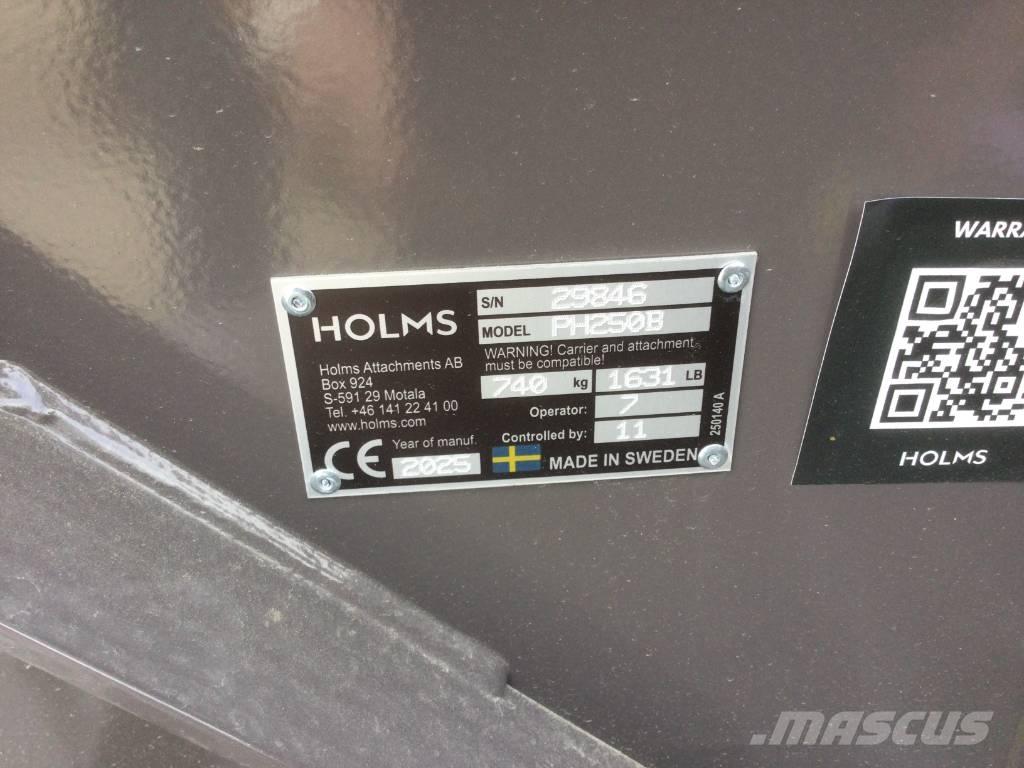 HOLMS
S/N 29846
MODEL PH250B
WARNING! Carrier and attachment
must be compatible!
Holms Attachments AB
Box 924
S-591 29 Motala
Tel. +46 141 22 41 00
www.holms.com
740 kg 1631 LB
Operator: 7
Controlled by: 11
CE Year of manuf. 2025
MADE IN SWEDEN
250140 A
WARRA
HOLMS
MASCUS